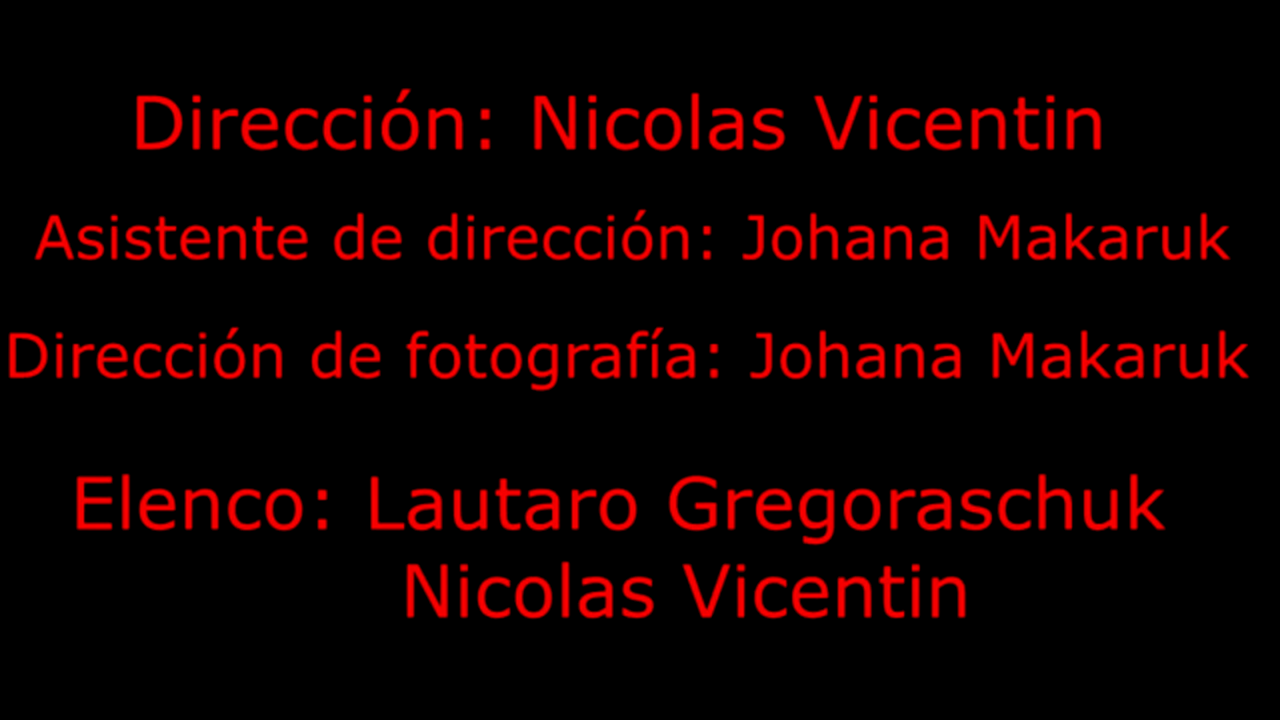 Dirección: Nicolas Vicentin
Asistente de dirección: Johana Makaruk
Dirección de fotografía: Johana Makaruk
Elenco: Lautaro Gregoraschuk
Nicolas Vicentin